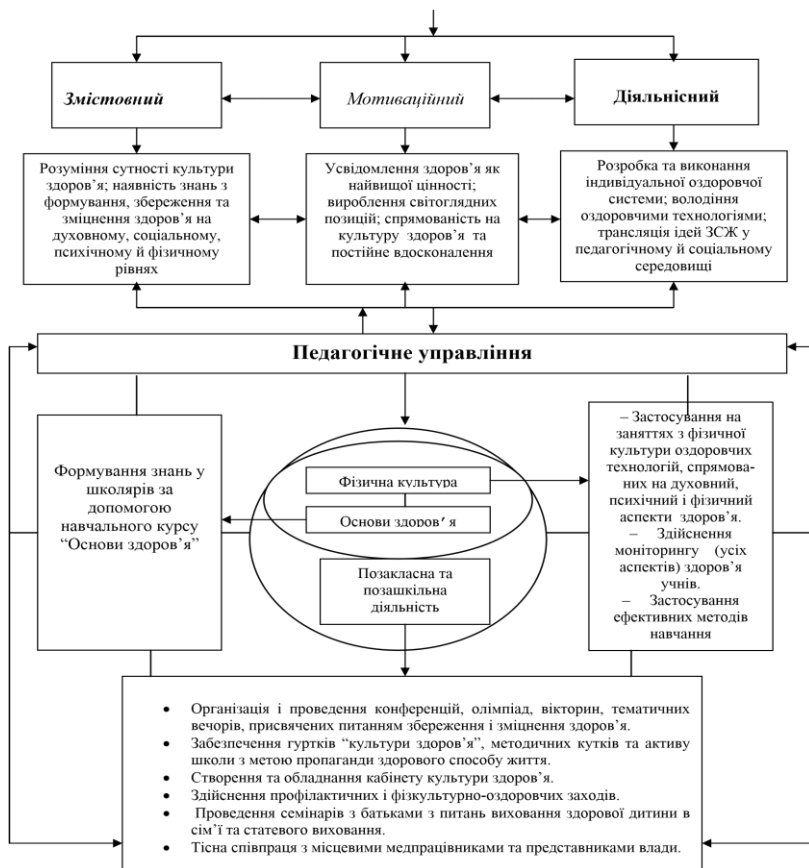 Змістовний
Мотиваційний
Діяльнісний
Розуміння сутності культури
здоров’я; наявність знань з
формування, збереження та
зміцнення здоров’я на
духовному, соціальному,
психічному й фізичному
рівнях
Усвідомлення здоров’я як
найвищої цінності;
вироблення світоглядних
позицій; спрямованість на
культуру здоров’я та
постійне вдосконалення
Розробка та виконання
індивідуальної оздоровчої
системи; володіння
оздоровчими технологіями;
трансляція ідей ЗСЖ у
педагогічному й соціальному
середовищі
Педагогічне управління
Формування знань у
школярів за
допомогою
навчального курсу
“Основи здоров’я”
Фізична культура
Основи здоров’я
Позакласна та
позашкільна
діяльність
– Застосування на
заняттях з фізичної
культури оздоровчих
технологій, спрямова-
них на духовний,
психічний і фізичний
аспекти здоров’я.
– Здійснення
моніторингу (усіх
аспектів) здоров’я
учнів.
– Застосування
ефективних методів
навчання
• Організація і проведення конференцій, олімпіад, вікторин, тематичних
вечорів, присвячених питанням збереження і зміцнення здоров’я.
• Забезпечення гуртків “культури здоров’я”, методичних кутків та активу
школи з метою пропаганди здорового способу життя.
• Створення та обладнання кабінету культури здоров’я.
• Здійснення профілактичних і фізкультурно-оздоровчих заходів.
• Проведення семінарів з батьками з питань виховання здорової дитини в
сім’ї та статевого виховання.
• Тісна співпраця з місцевими медпрацівниками та представниками влади.